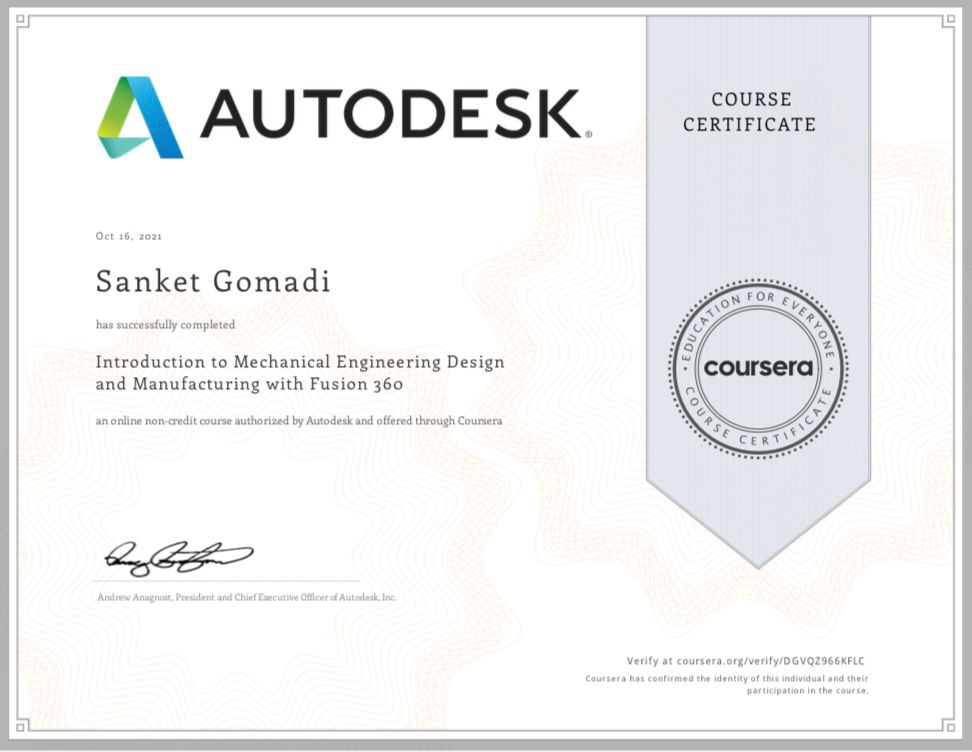 AUTODESK®
COURSE
CERTIFICATE
Oct 16, 2021
Sanket Gomadi
has successfully completed
Introduction to Mechanical Engineering Design
and Manufacturing with Fusion 360
an online non-credit course authorized by Autodesk and offered through Coursera
EDUCATION FOR EVERYONE
coursera
COURSE CERTIFICATE
Andrew Anagnost, President and Chief Executive Officer of Autodesk, Inc.
Verify at coursera.org/verify/DGVQZ966KFLC
Coursera has confirmed the identity of this individual and their
participation in the course.